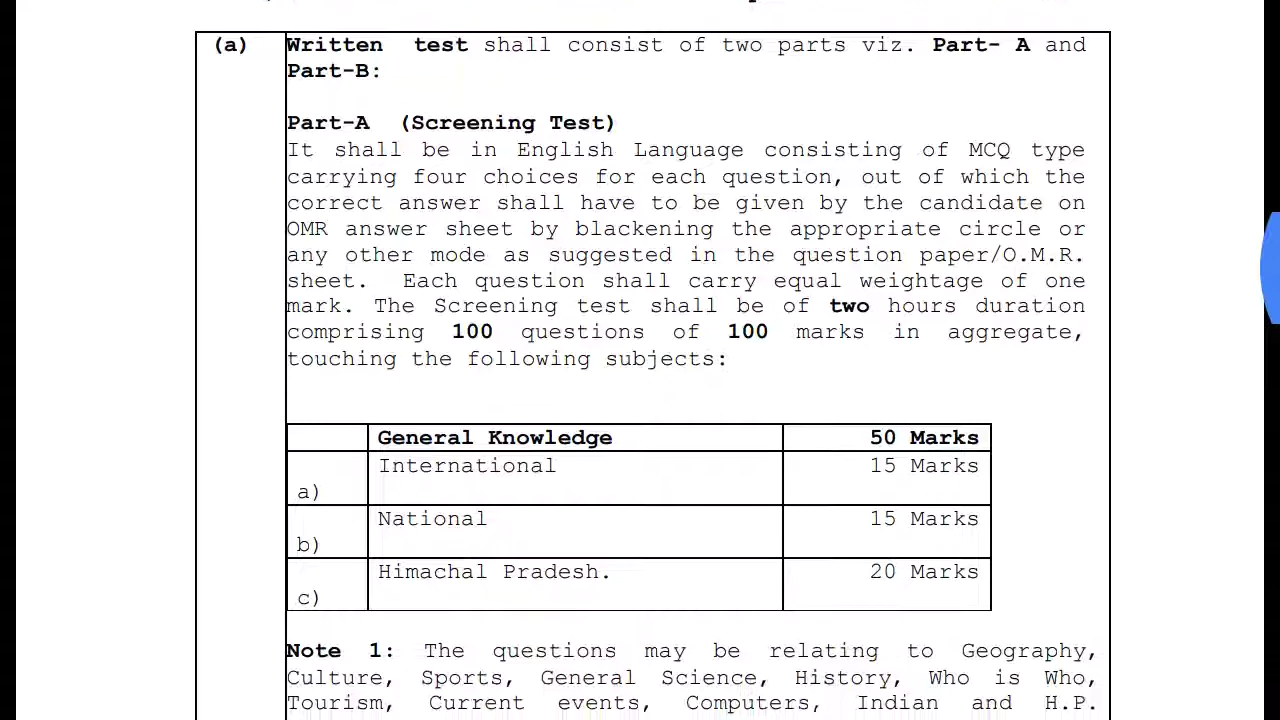 (a) Written test shall consist of two parts viz. Part- A and
Part-B:
Part-A (Screening Test)
It shall be in English Language consisting of MCQ type
carrying four choices for each question, out of which the
correct answer shall have to be given by the candidate on
OMR answer sheet by blackening the appropriate circle or
any other mode as suggested in the question paper/O.M.R.
sheet. Each question shall carry equal weightage of one
mark. The Screening test shall be of two hours duration
comprising 100 questions of 100 marks in aggregate,
touching the following subjects:
General Knowledge 50 Marks
International 15 Marks
a)
National 15 Marks
b)
Himachal Pradesh. 20 Marks
c)
Note 1: The questions may be relating to Geography,
Culture, Sports, General Science, History, Who is Who,
Tourism, Current events, Computers, Indian and H.P.